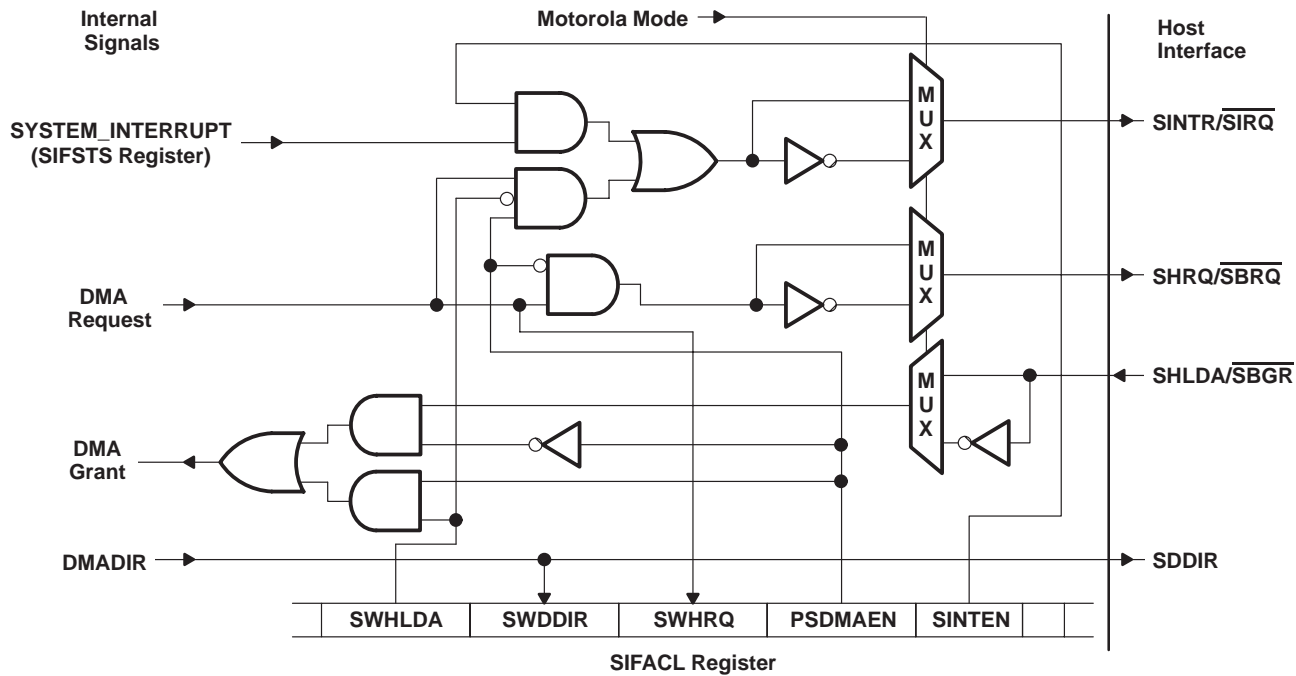 Internal
Signals
Motorola Mode
Host
Interface
SYSTEM_INTERRUPT
(SIFSTS Register)
M
U
X
SINTR/SIRQ
DMA
Request
M
U
X
SHRQ/SBRQ
M
U
X
SHLDA/SBGR
DMA
Grant
DMADIR
SDDIR
SWHLDA SWDDIR SWHRQ PSDMAEN SINTEN
SIFACL Register